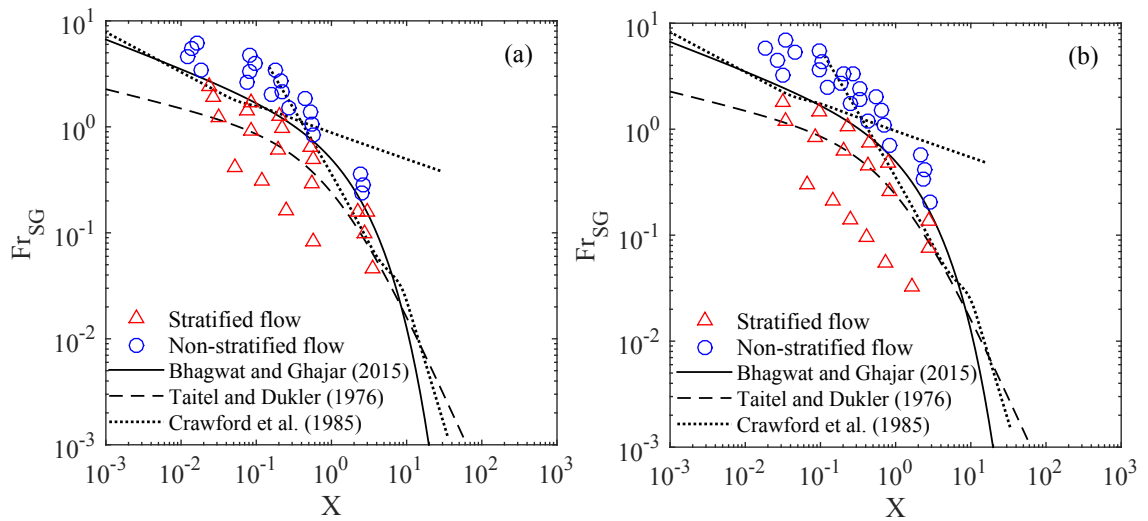 (a)
Fr_SG
10^1
10^0
10^-1
10^-2
10^-3
Stratified flow
Non-stratified flow
Bhagwat and Ghajar (2015)
Taitel and Dukler (1976)
Crawford et al. (1985)
10^-3 10^-2 10^-1 10^0 10^1 10^2 10^3
X
(b)
Fr_SG
10^1
10^0
10^-1
10^-2
10^-3
Stratified flow
Non-stratified flow
Bhagwat and Ghajar (2015)
Taitel and Dukler (1976)
Crawford et al. (1985)
10^-3 10^-2 10^-1 10^0 10^1 10^2 10^3
X